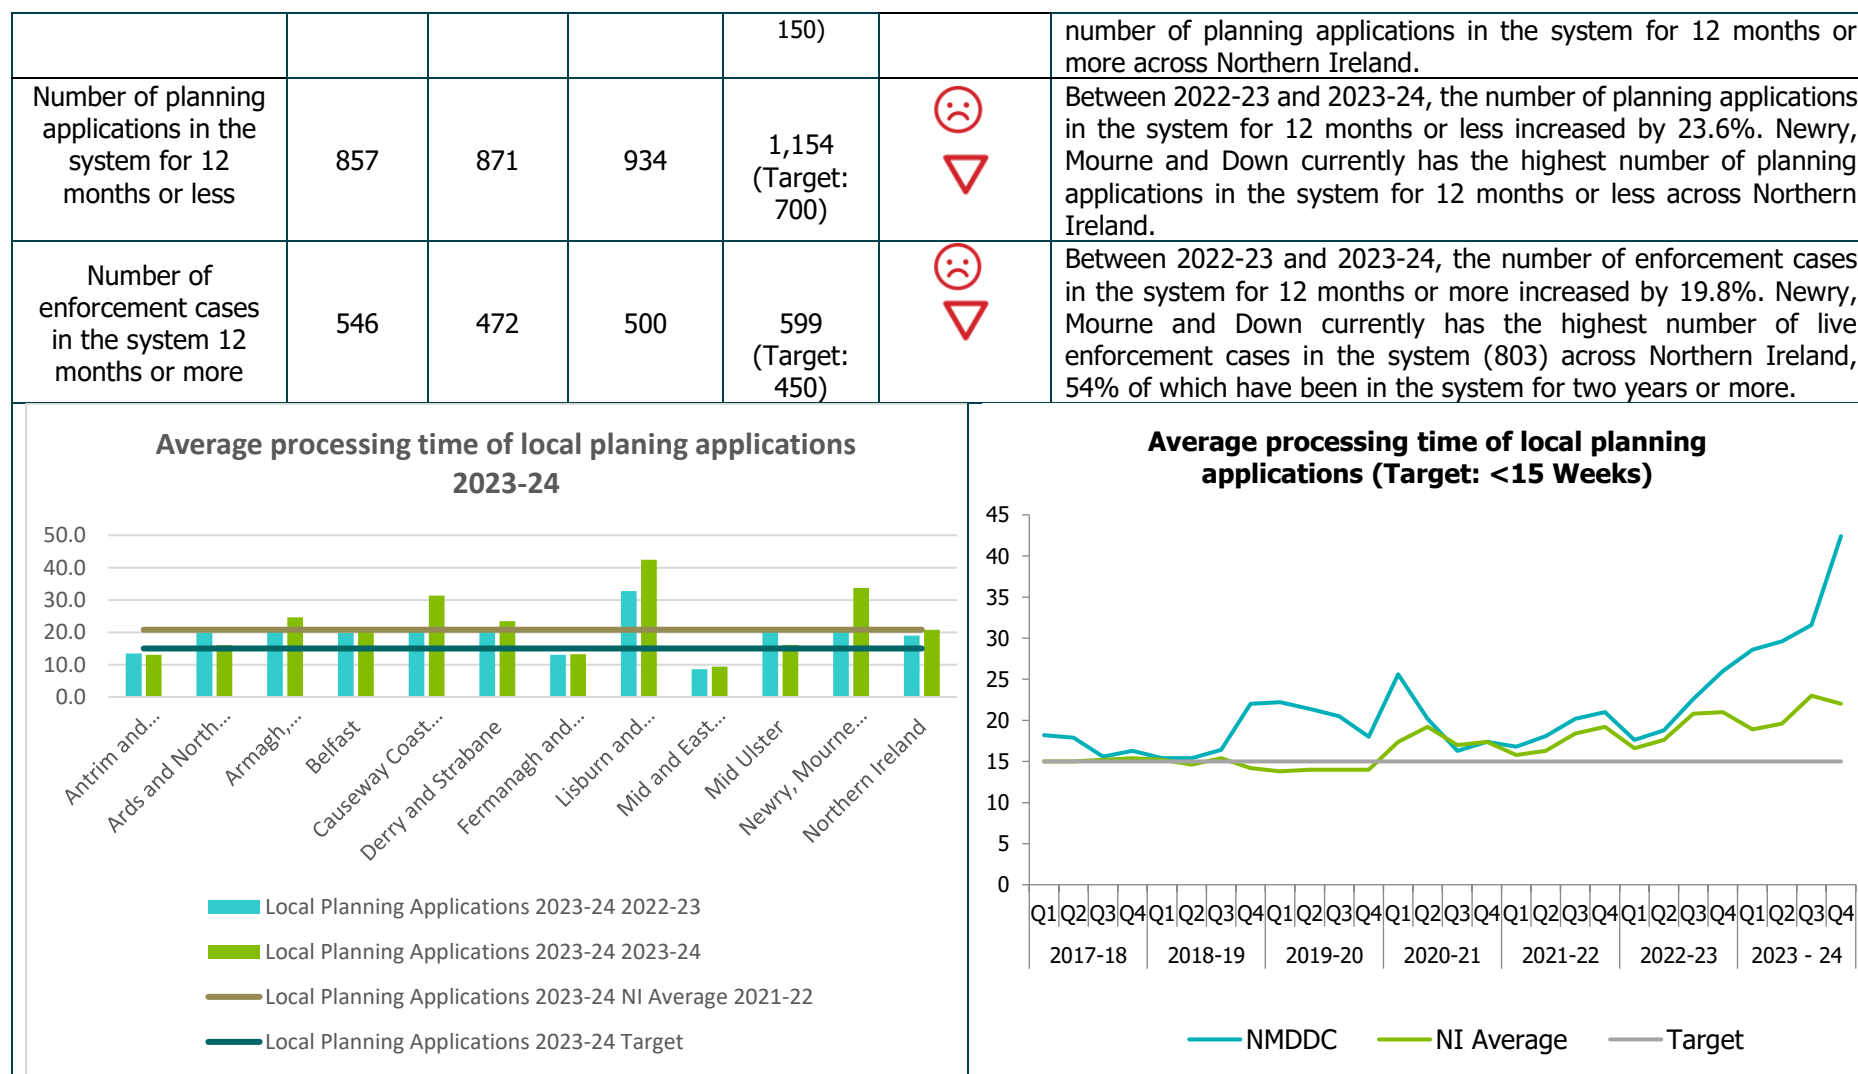 150)
number of planning applications in the system for 12 months or
more across Northern Ireland.
Number of planning
applications in the
system for 12
months or less
857
871
934
1,154
(Target:
700)
Between 2022-23 and 2023-24, the number of planning applications
in the system for 12 months or less increased by 23.6%. Newry,
Mourne and Down currently has the highest number of planning
applications in the system for 12 months or less across Northern
Ireland.
Number of
enforcement cases
in the system 12
months or more
546
472
500
599
(Target:
450)
Between 2022-23 and 2023-24, the number of enforcement cases
in the system for 12 months or more increased by 19.8%. Newry,
Mourne and Down currently has the highest number of live
enforcement cases in the system (803) across Northern Ireland,
54% of which have been in the system for two years or more.
Average processing time of local planing applications
2023-24
50.0
40.0
30.0
20.0
10.0
0.0
Antrim and...
Ards and North...
Armagh,...
Belfast
Causeway Coast...
Derry and Strabane
Fermanagh and...
Lisburn and...
Mid and East...
Mid Ulster
Newry, Mourne...
Northern Ireland
Local Planning Applications 2023-24 2022-23
Local Planning Applications 2023-24 2023-24
Local Planning Applications 2023-24 NI Average 2021-22
Local Planning Applications 2023-24 Target
Average processing time of local planning
applications (Target: <15 Weeks)
45
40
35
30
25
20
15
10
5
0
Q1 Q2 Q3 Q4 Q1 Q2 Q3 Q4 Q1 Q2 Q3 Q4 Q1 Q2 Q3 Q4 Q1 Q2 Q3 Q4 Q1 Q2 Q3 Q4 Q1 Q2 Q3 Q4
2017-18 2018-19 2019-20 2020-21 2021-22 2022-23 2023 - 24
NMDDC NI Average Target